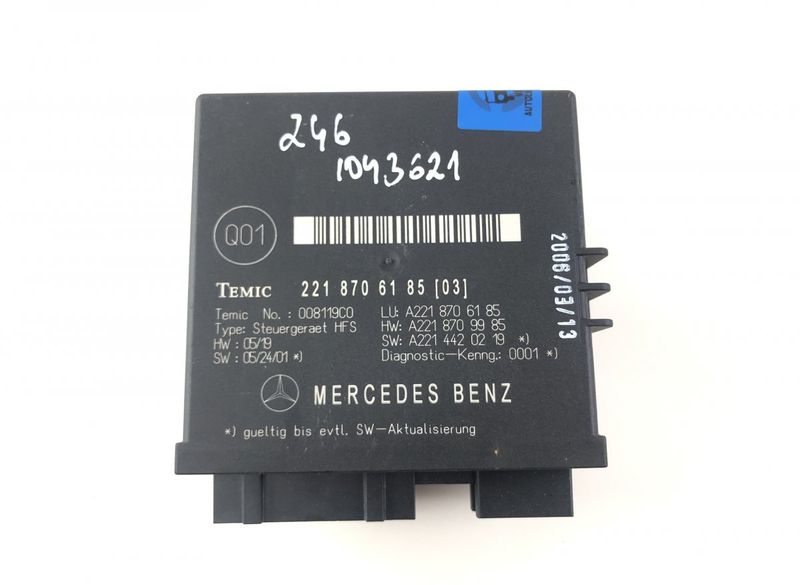 246
1043621
Q01
TEMIC 221 870 61 85 [03]
Temic No.: 008119C0
Type: Steuergeraet HFS
HW : 05/19
SW : 05/24/01 *)
LU: A221 870 61 85
HW: A221 870 99 85
SW: A221 442 02 19 *)
Diagnostic-Kenng.: 0001 *)
MERCEDES BENZ
*) gueltig bis evtl. SW-Aktualisierung
2006/03/13